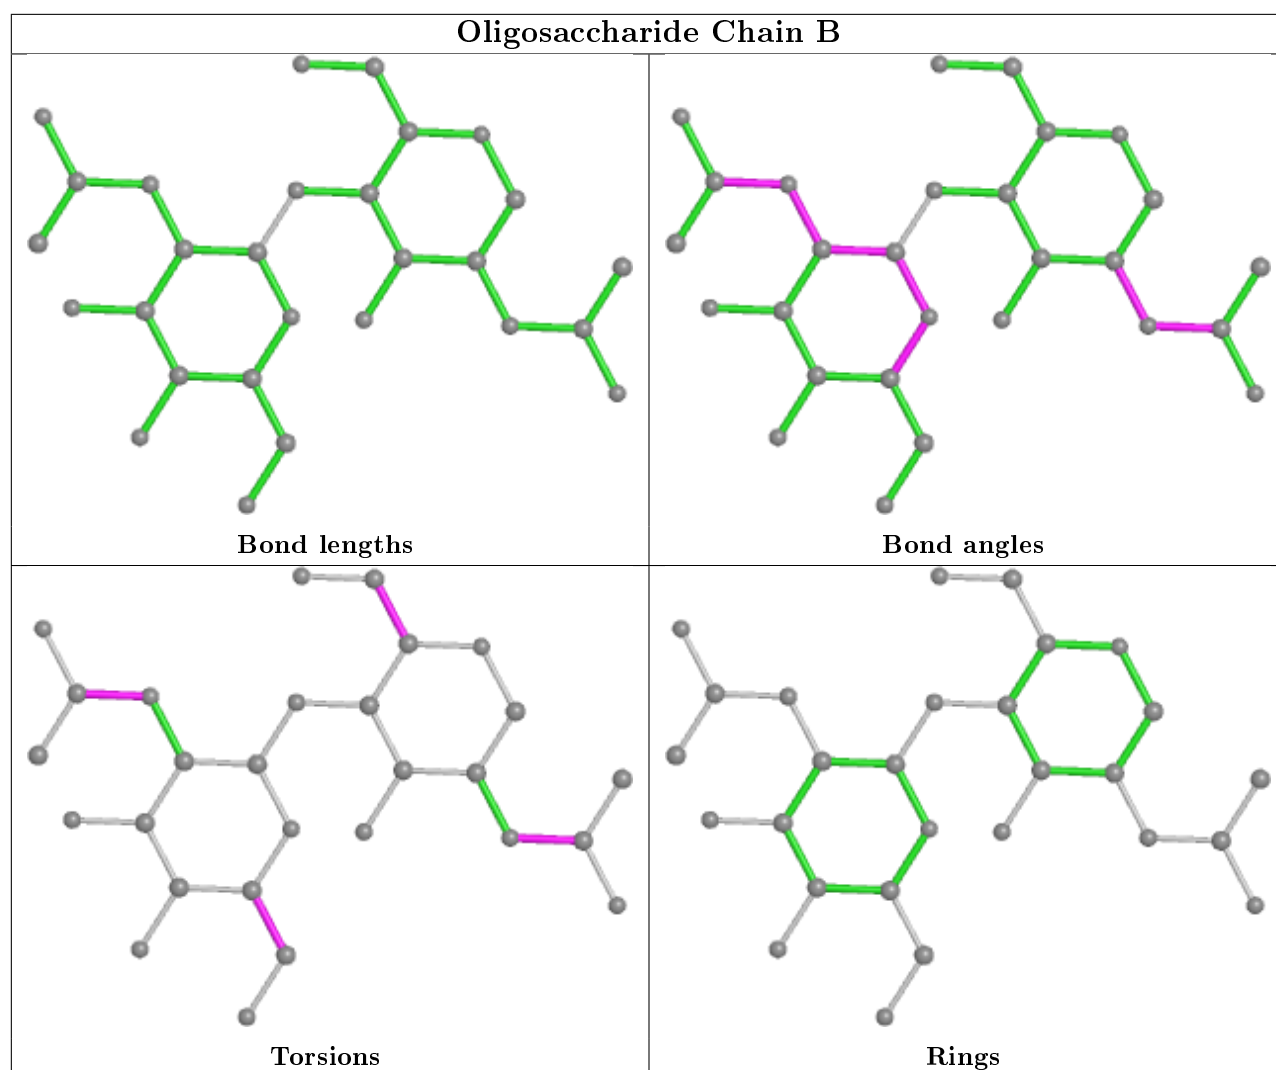 Oligosaccharide Chain B
Bond lengths
Bond angles
Torsions
Rings